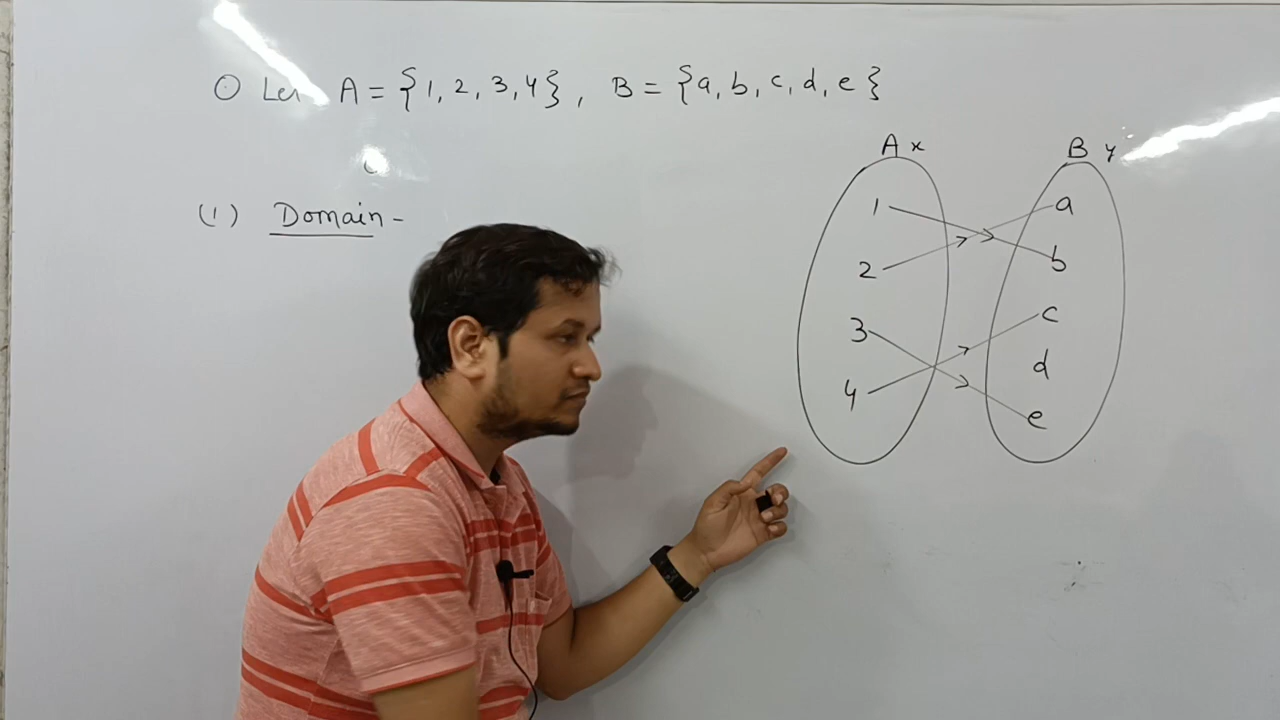 Let A = {1, 2, 3, 4}, B = {a, b, c, d, e}
A x B y
(1) Domain -
1 a
2 b
3 c
4 d
e